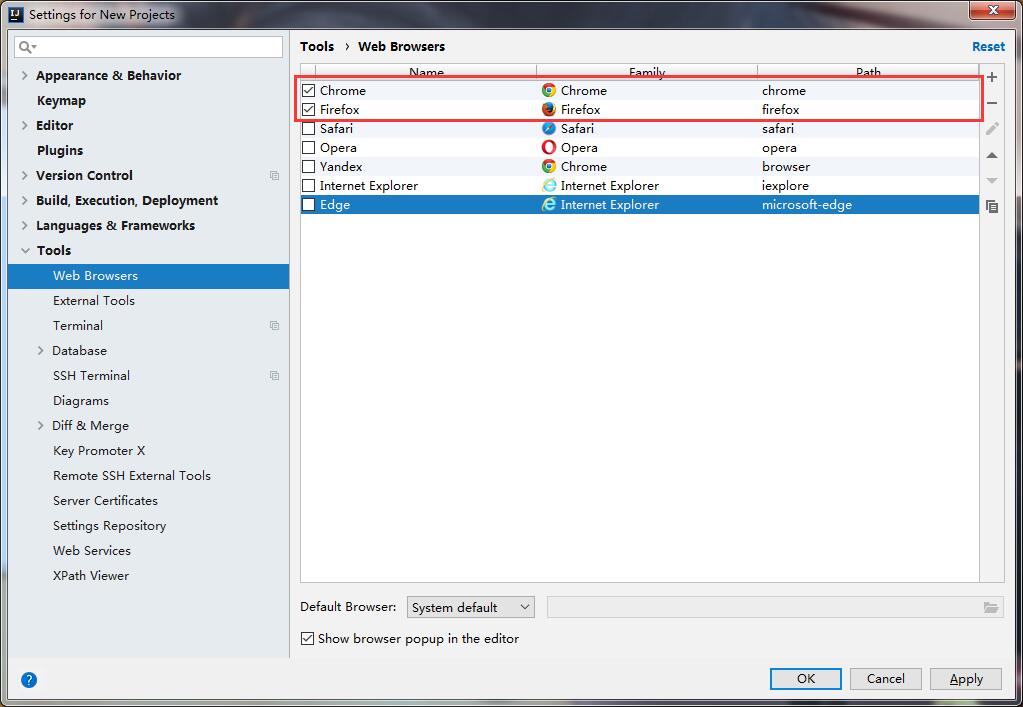 Settings for New Projects
Appearance & Behavior
Keymap
Editor
Plugins
Version Control
Build, Execution, Deployment
Languages & Frameworks
Tools
Web Browsers
External Tools
Terminal
Database
SSH Terminal
Diagrams
Diff & Merge
Key Promoter X
Remote SSH External Tools
Server Certificates
Settings Repository
Web Services
XPath Viewer
Tools › Web Browsers Reset
Name Family Path
Chrome Chrome chrome
Firefox Firefox firefox
Safari Safari safari
Opera Opera opera
Yandex Chrome browser
Internet Explorer Internet Explorer iexplore
Edge Internet Explorer microsoft-edge
Default Browser: System default
Show browser popup in the editor
? OK Cancel Apply